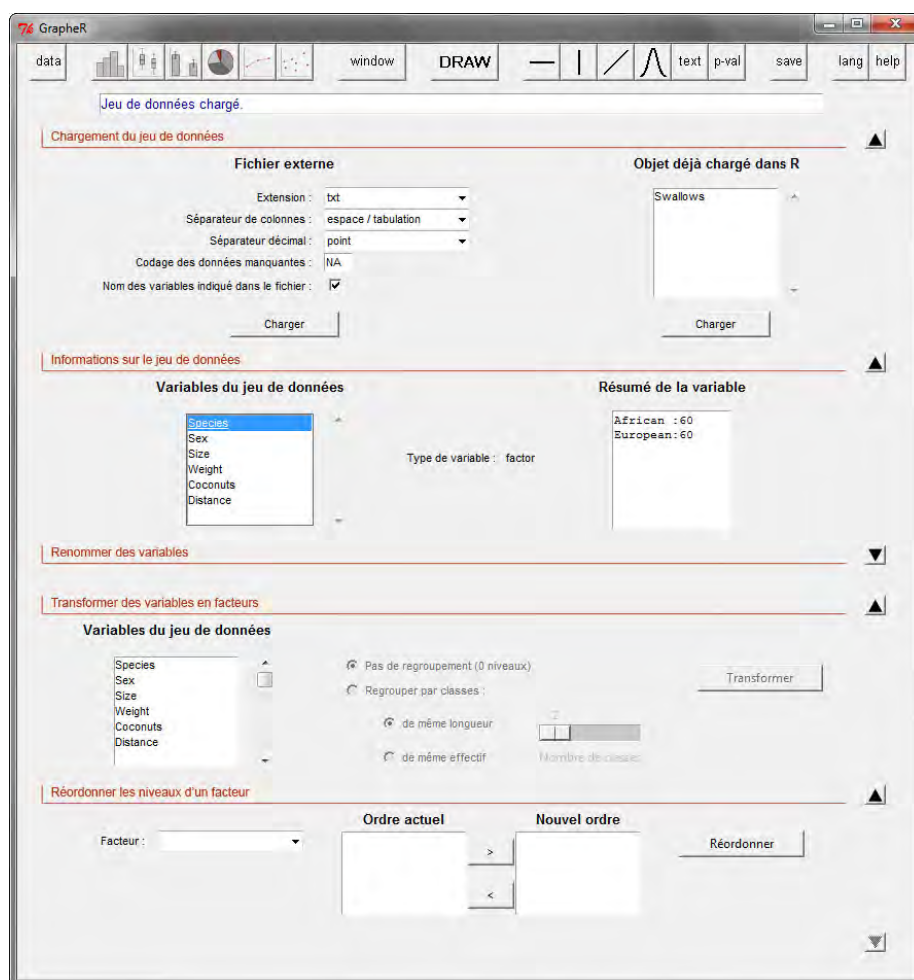 GrapheR
data window DRAW text p-val save lang help
Jeu de données chargé.
Chargement du jeu de données
Fichier externe
Objet déjà chargé dans R
Extension : txt
Séparateur de colonnes : espace / tabulation
Séparateur décimal : point
Codage des données manquantes : NA
Nom des variables indiqué dans le fichier :
Charger
Swallows
Charger
Informations sur le jeu de données
Variables du jeu de données
Résumé de la variable
Species
Sex
Size
Weight
Coconuts
Distance
Type de variable : factor
African :60
European:60
Renommer des variables
Transformer des variables en facteurs
Variables du jeu de données
Species
Sex
Size
Weight
Coconuts
Distance
Pas de regroupement (0 niveaux)
Regrouper par classes :
de même longueur
de même effectif
2
Nombre de classes
Transformer
Réordonner les niveaux d'un facteur
Facteur :
Ordre actuel
Nouvel ordre
>
<
Réordonner